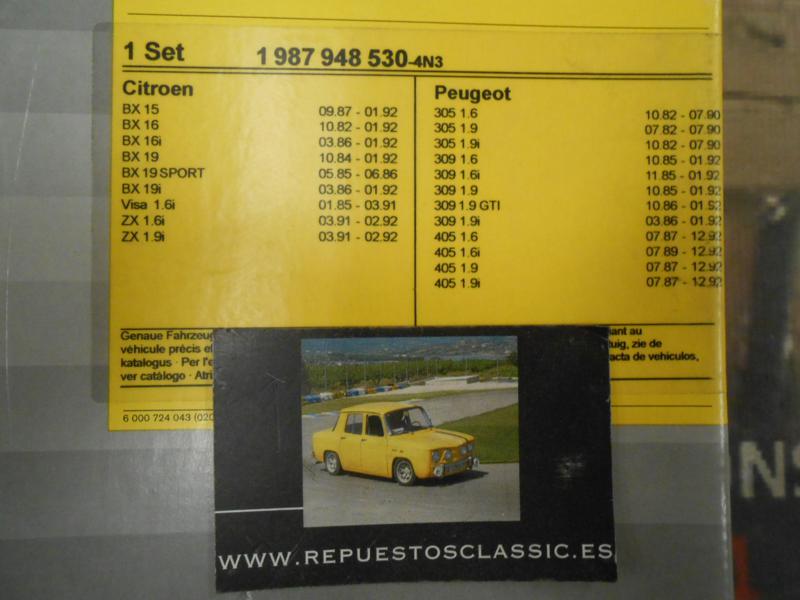 1 Set 1 987 948 530-4N3
Citroen
BX 15 09.87 - 01.92
BX 16 10.82 - 01.92
BX 16i 03.86 - 01.92
BX 19 10.84 - 01.92
BX 19 SPORT 05.85 - 06.86
BX 19i 03.86 - 01.92
Visa 1.6i 01.85 - 03.91
ZX 1.6i 03.91 - 02.92
ZX 1.9i 03.91 - 02.92
Peugeot
305 1.6 10.82 - 07.90
305 1.9 07.82 - 07.90
305 1.9i 10.82 - 07.90
309 1.6 10.85 - 01.92
309 1.6i 11.85 - 01.92
309 1.9 10.85 - 01.92
309 1.9 GTI 10.86 - 01.92
309 1.9i 03.86 - 01.92
405 1.6 07.87 - 12.92
405 1.6i 07.89 - 12.92
405 1.9 07.87 - 12.92
405 1.9i 07.87 - 12.92
Genaue Fahrzeug
véhicule précis
katalogus · Per
ver catálogo ·
au
zie de
de vehiculos,
6 000 724 043 (020
WWW.REPUESTOSCLASSIC.ES
NS